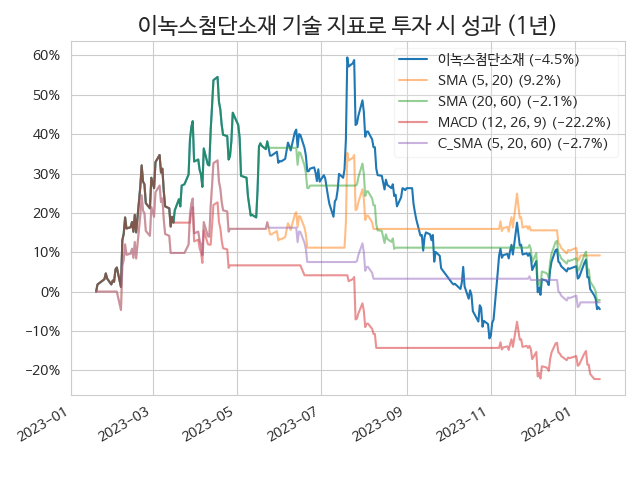 이녹스첨단소재 기술 지표로 투자 시 성과 (1년)
이녹스첨단소재 (−4.5%)
SMA (5, 20) (9.2%)
SMA (20, 60) (−2.1%)
MACD (12, 26, 9) (−22.2%)
C_SMA (5, 20, 60) (−2.7%)
60%
50%
40%
30%
20%
10%
0%
−10%
−20%
2023−01
2023−03
2023−05
2023−07
2023−09
2023−11
2024−01